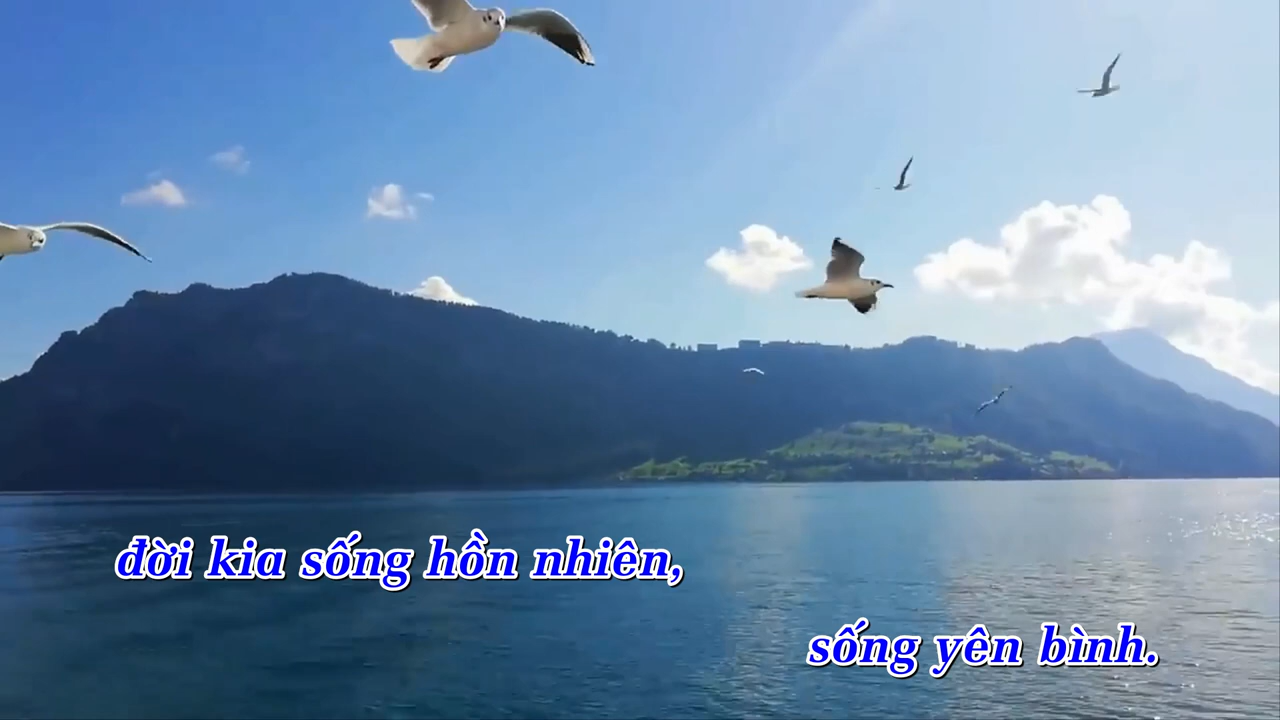 đời kia sống hồn nhiên,
sống yên bình.